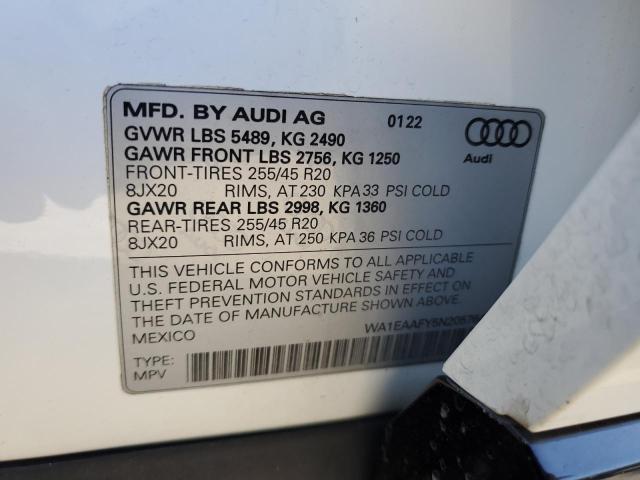 MFD. BY AUDI AG 0122
GVWR LBS 5489, KG 2490
GAWR FRONT LBS 2756, KG 1250
FRONT-TIRES 255/45 R20
8JX20 RIMS, AT 230 KPA 33 PSI COLD
GAWR REAR LBS 2998, KG 1360
REAR-TIRES 255/45 R20
8JX20 RIMS, AT 250 KPA 36 PSI COLD
Audi
THIS VEHICLE CONFORMS TO ALL APPLICABLE
U.S. FEDERAL MOTOR VEHICLE SAFETY AND
THEFT PREVENTION STANDARDS IN EFFECT ON
THE DATE OF MANUFACTURE SHOWN ABOVE.
MEXICO
TYPE:
MPV